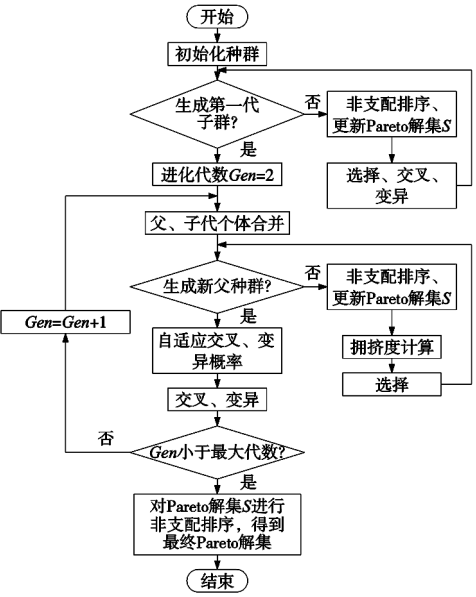 开始
初始化种群
生成第一代
子群?
否
非支配排序、
更新Pareto解集S
选择、交叉、
变异
是
进化代数Gen=2
父、子代个体合并
生成新父种群?
否
非支配排序、
更新Pareto解集S
拥挤度计算
选择
是
Gen=Gen+1
自适应交叉、变
异概率
交叉、变异
否
Gen小于最大代数?
是
对Pareto解集S进行
非支配排序，得到
最终Pareto解集
结束